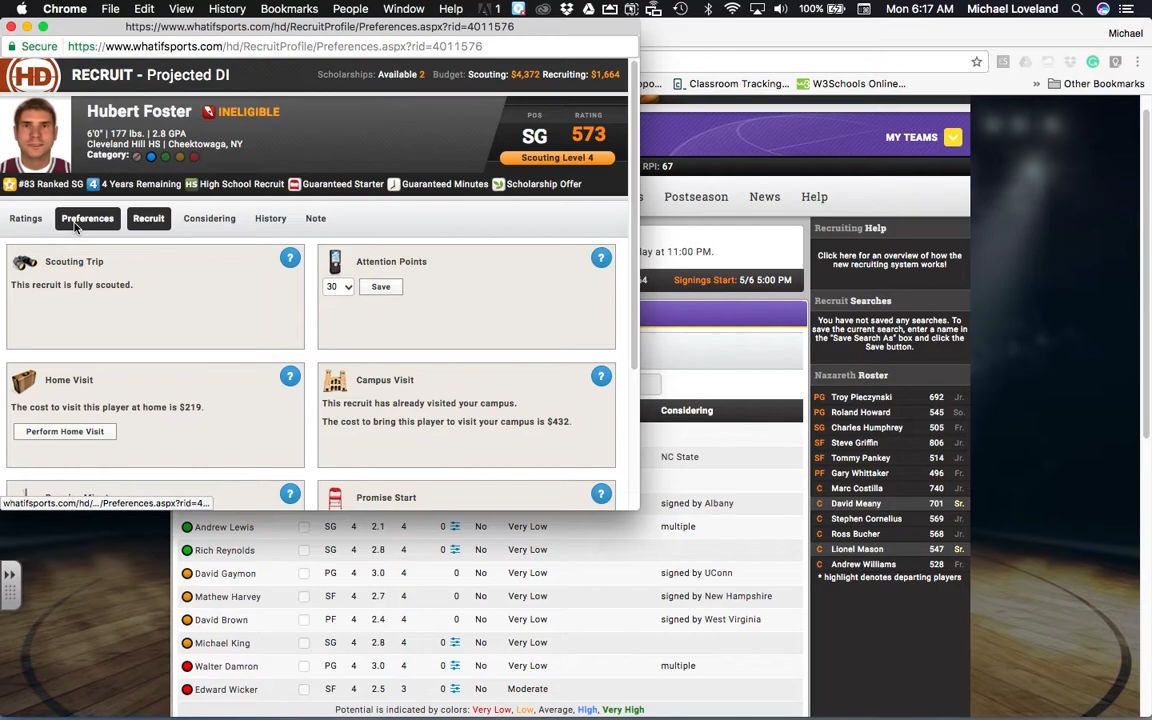 Chrome File Edit View History Bookmarks People Window Help 1 100% Mon May 6:17 AM Michael Loveland
https://www.whatifsports.com/hd/RecruitProfile/Preferences.aspx?rid=4011576
Secure https://www.whatifsports.com/hd/RecruitProfile/Preferences.aspx?rid=4011576
Michael
Classroom Tracking... W3Schools Online... » Other Bookmarks
HD RECRUIT - Projected DI Scholarships: Available 2 Budget: Scouting: $4,372 Recruiting: $1,664
Hubert Foster INELIGIBLE
6'0" | 177 lbs. | 2.8 GPA
Cleveland Hill HS | Cheektowaga, NY
Category:
POS RATING
SG 573
Scouting Level 4
#83 Ranked SG 4 4 Years Remaining HS High School Recruit Guaranteed Starter Guaranteed Minutes Scholarship Offer
Ratings Preferences Recruit Considering History Note
Scouting Trip ?
This recruit is fully scouted.
Attention Points ?
30 Save
Home Visit ?
The cost to visit this player at home is $219.
Perform Home Visit
Campus Visit ?
This recruit has already visited your campus.
The cost to bring this player to visit your campus is $432.
?
Promise Start ?
whatifsports.com/hd/.../Preferences.aspx?rid=4...
MY TEAMS
RPI: 67
Postseason News Help
day at 11:00 PM.
Signings Start: 5/6 5:00 PM
Considering
NC State
signed by Albany
Andrew Lewis SG 4 2.1 4 0 No Very Low multiple
Rich Reynolds SG 4 2.8 4 0 No Very Low
David Gaymon PG 4 3.0 4 0 No Very Low signed by UConn
Mathew Harvey SF 4 2.7 4 0 No Very Low signed by New Hampshire
David Brown PF 4 2.4 4 0 No Very Low signed by West Virginia
Michael King SG 4 2.8 4 0 No Very Low
Walter Damron PG 4 3.0 4 0 No Very Low multiple
Edward Wicker SF 4 2.5 3 0 No Moderate
Potential is indicated by colors: Very Low, Low, Average, High, Very High
Recruiting Help
Click here for an overview of how the
new recruiting system works!
Recruit Searches
You have not saved any searches. To
save the current search, enter a name in
the "Save Search As" box and click the
Save button.
Nazareth Roster
PG Troy Pieczynski 692 Jr.
PG Roland Howard 545 So.
SG Charles Humphrey 505 Fr.
SF Steve Griffin 806 Jr.
SF Tommy Pankey 514 Jr.
PF Gary Whittaker 496 Fr.
C Marc Costilla 740 Jr.
C David Meany 701 Sr.
C Stephen Cornelius 569 Jr.
C Ross Bucher 568 Jr.
C Lionel Mason 547 Sr.
C Andrew Williams 528 Fr.
* highlight denotes departing players